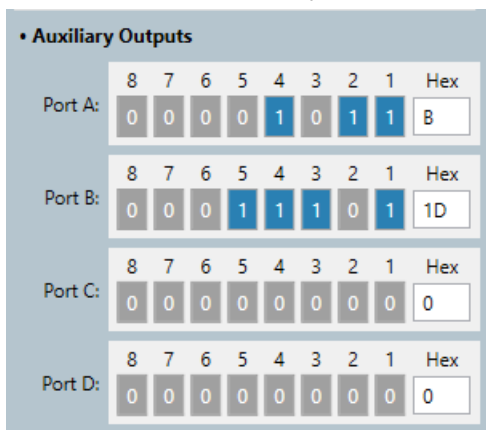 • Auxiliary Outputs
8 7 6 5 4 3 2 1 Hex
Port A: 0 0 0 0 1 0 1 1 B
8 7 6 5 4 3 2 1 Hex
Port B: 0 0 0 1 1 1 0 1 1D
8 7 6 5 4 3 2 1 Hex
Port C: 0 0 0 0 0 0 0 0 0
8 7 6 5 4 3 2 1 Hex
Port D: 0 0 0 0 0 0 0 0 0